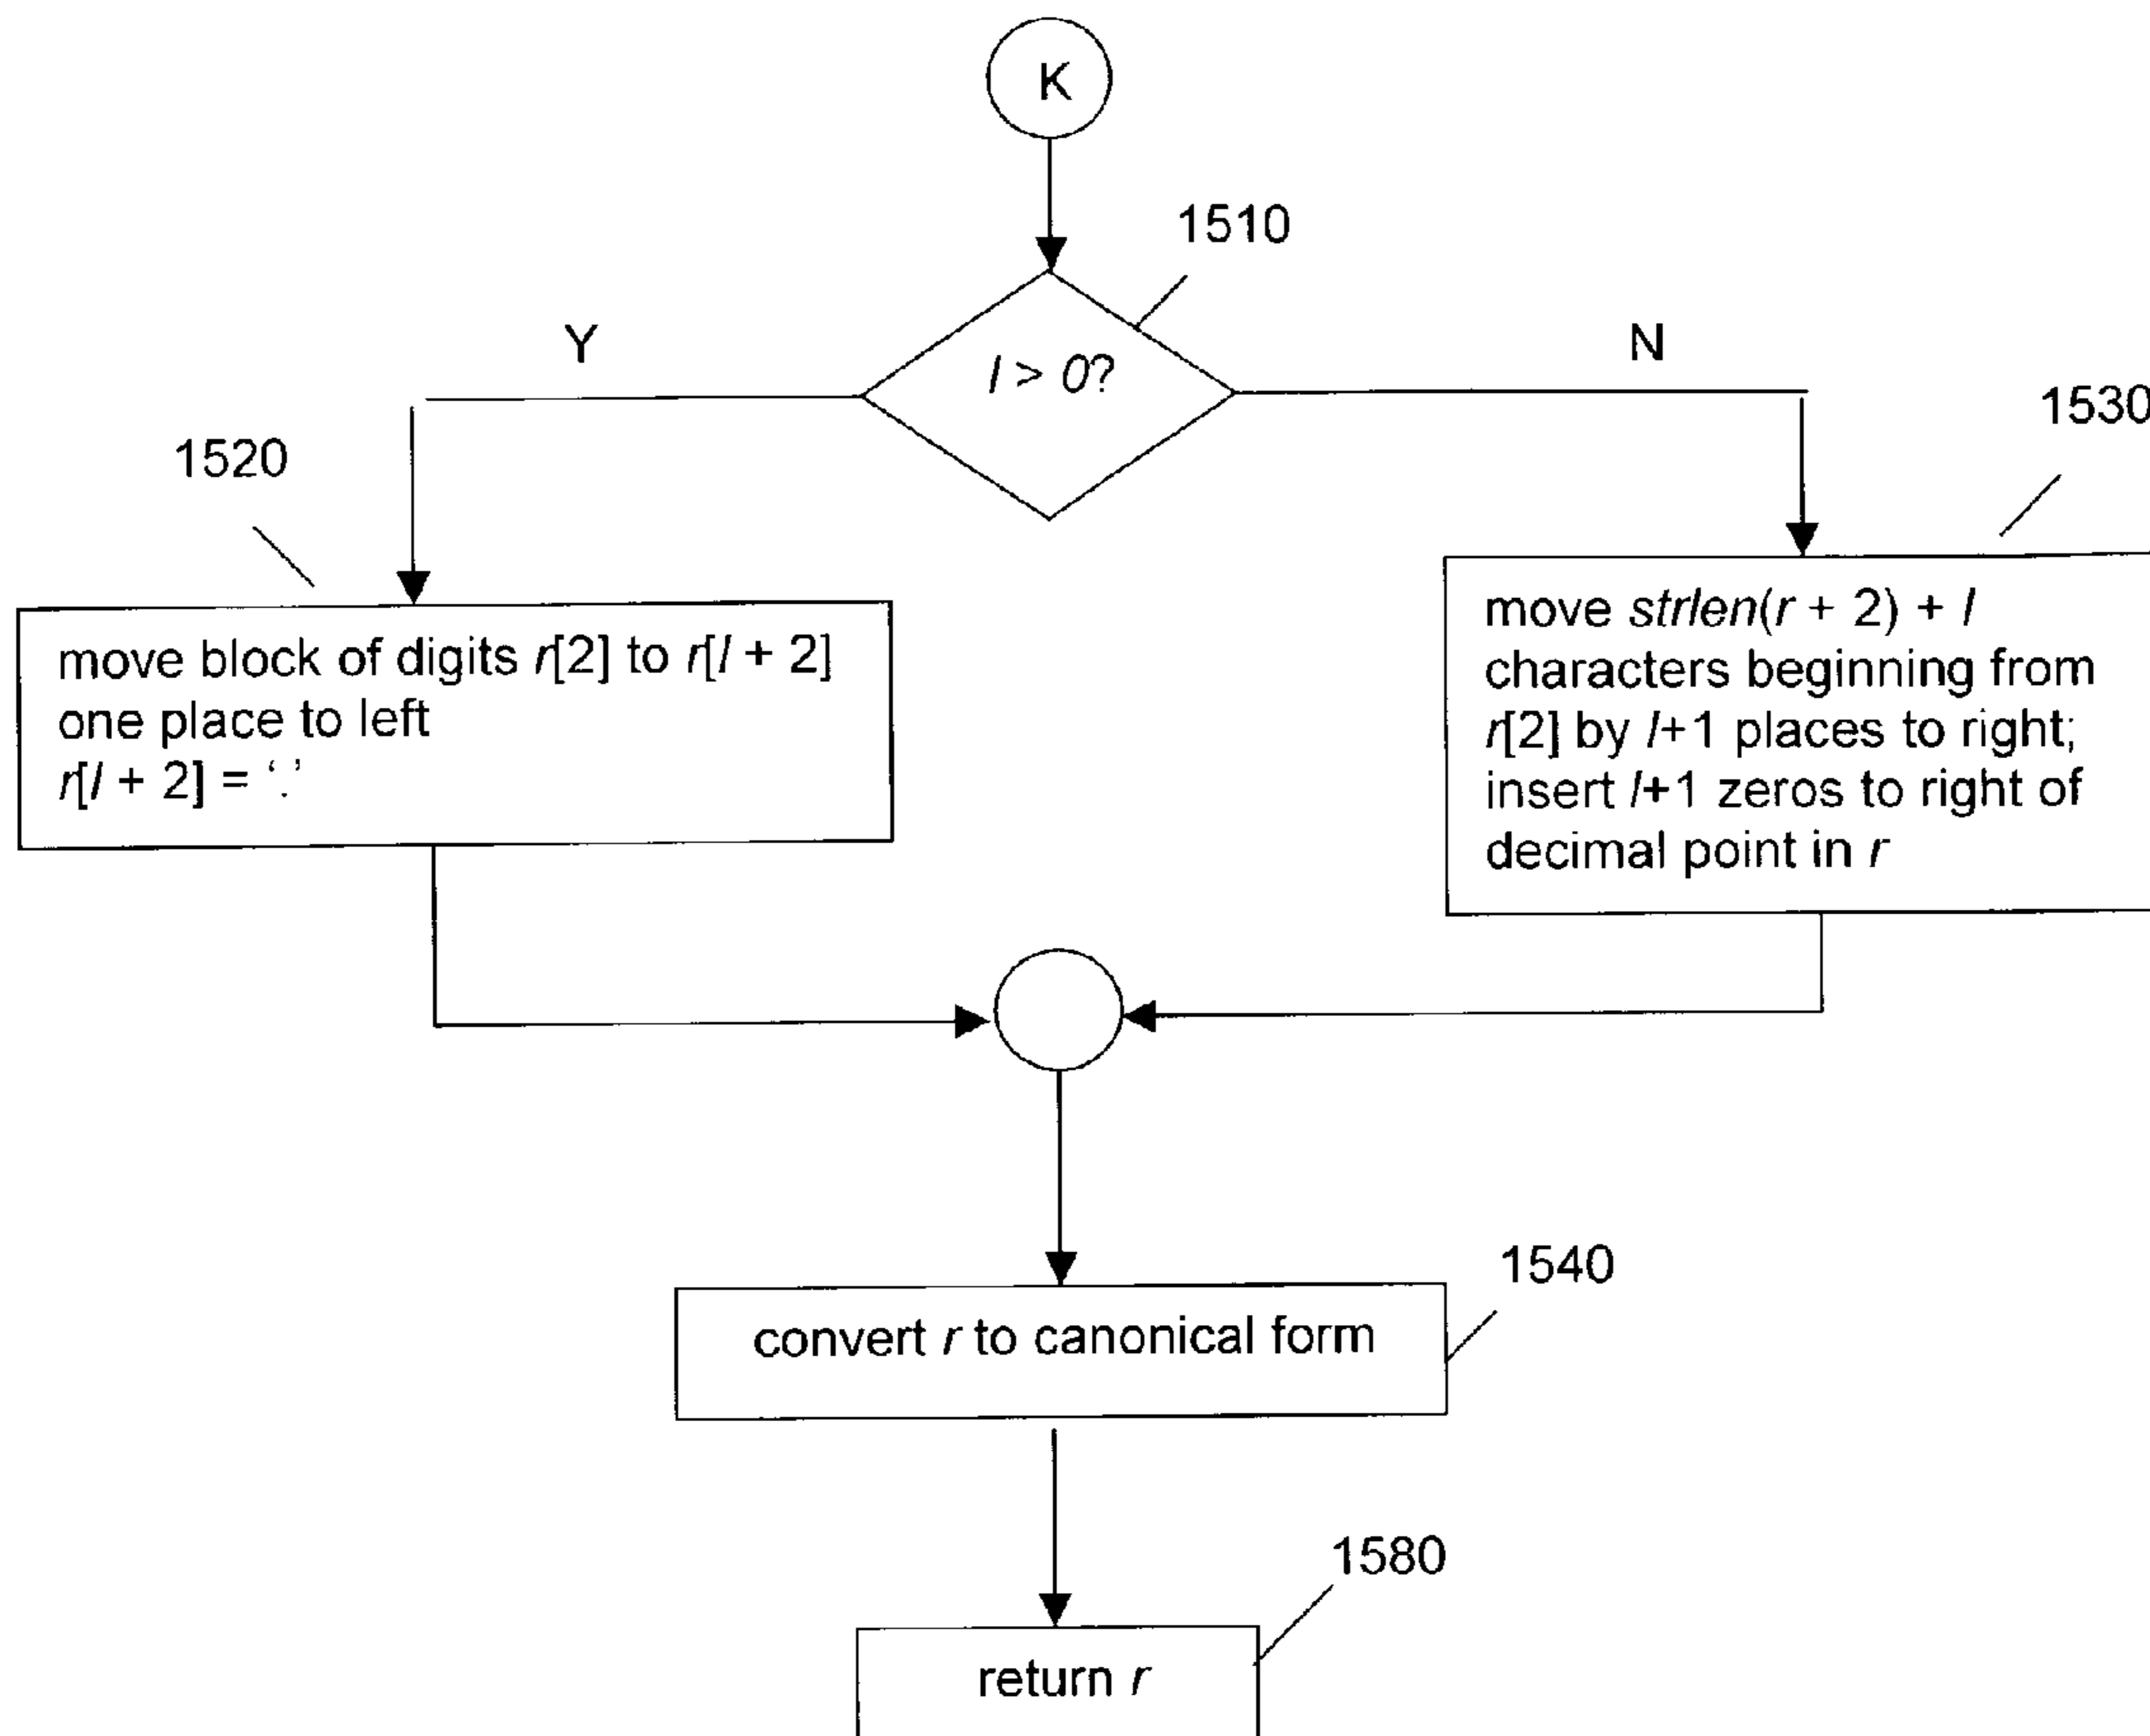 K
1510
l > 0?
Y
N
1530
1520
move strlen(r + 2) + l
characters beginning from
r[2] by l+1 places to right;
insert l+1 zeros to right of
decimal point in r
move block of digits r[2] to r[l + 2]
one place to left
r[l + 2] = ‘.’
1540
convert r to canonical form
1580
return r